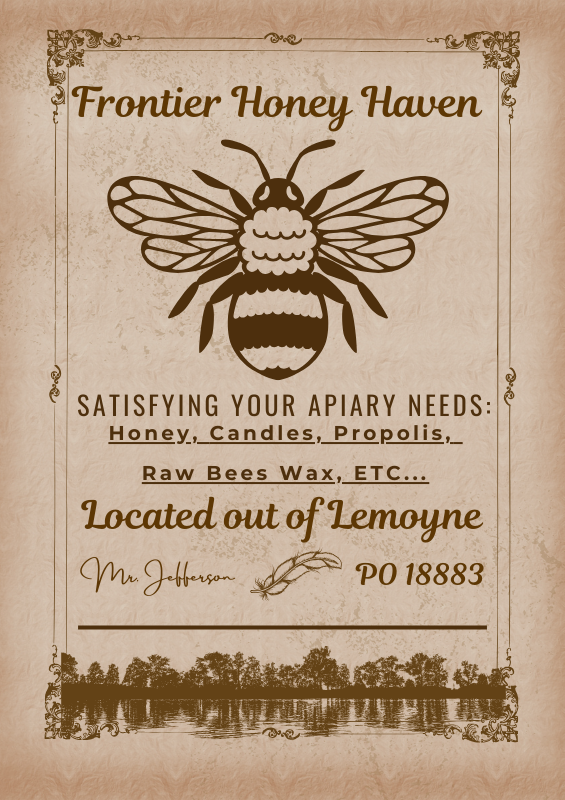 Frontier Honey Haven
SATISFYING YOUR APIARY NEEDS:
Honey, Candles, Propolis,
Raw Bees Wax, ETC...
Located out of Lemoyne
Mr. Jefferson PO 18883